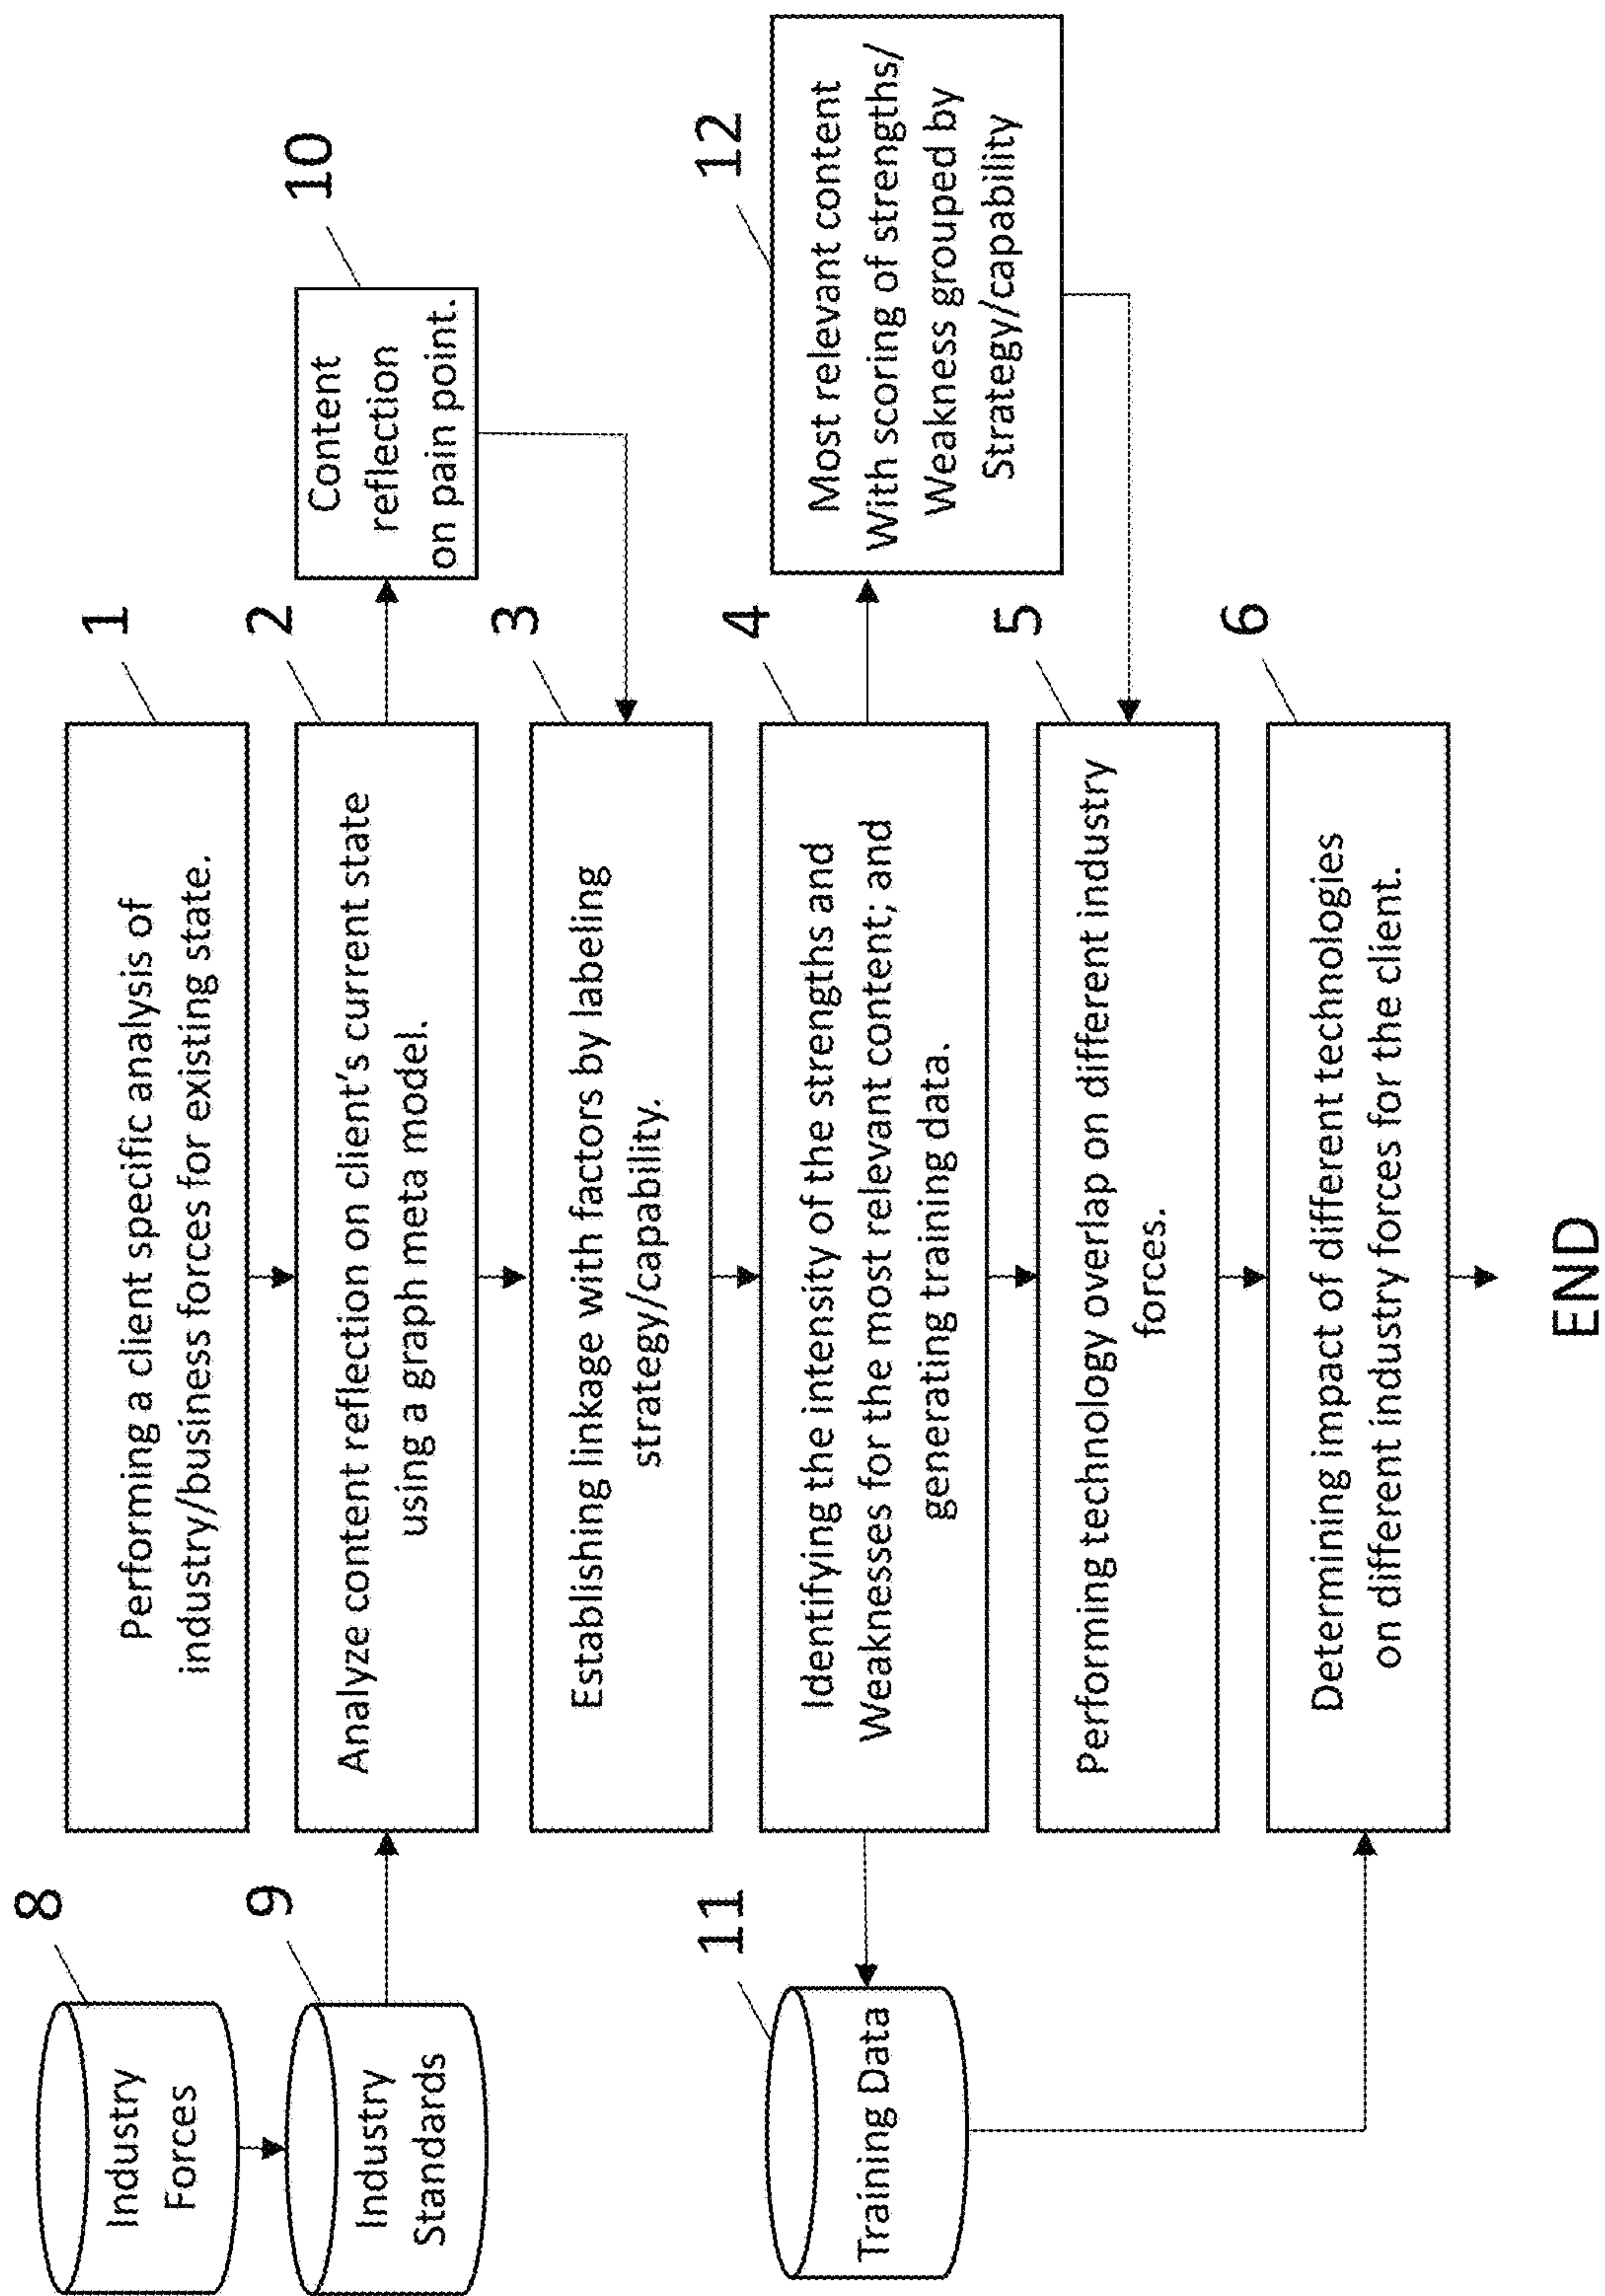 8
Industry
Forces
1
Performing a client specific analysis of
industry/business forces for existing state.
9
Industry
Standards
2
Analyze content reflection on client's current state
using a graph meta model.
10
Content
reflection
on pain point.
3
Establishing linkage with factors by labeling
strategy/capability.
11
Training Data
4
Identifying the intensity of the strengths and
Weaknesses for the most relevant content; and
generating training data.
12
Most relevant content
With scoring of strengths/
Weakness grouped by
Strategy/capability
5
Performing technology overlap on different industry
forces.
6
Determining impact of different technologies
on different industry forces for the client.
END